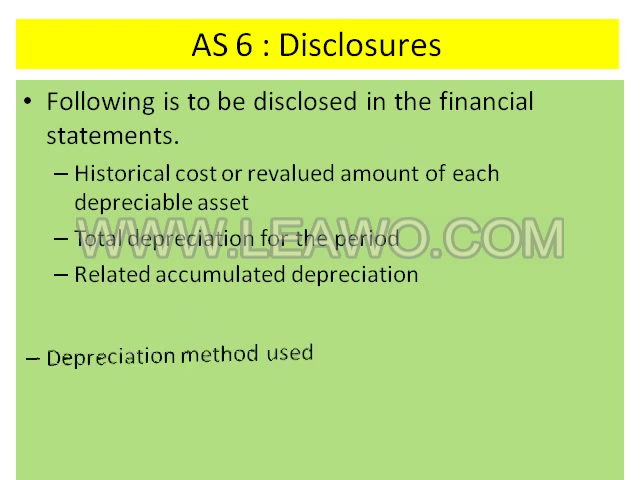 AS 6 : Disclosures
• Following is to be disclosed in the financial
statements.
– Historical cost or revalued amount of each
depreciable asset
– Total depreciation for the period
WWW.LEAWO.COM
– Related accumulated depreciation
– Depreciation method used